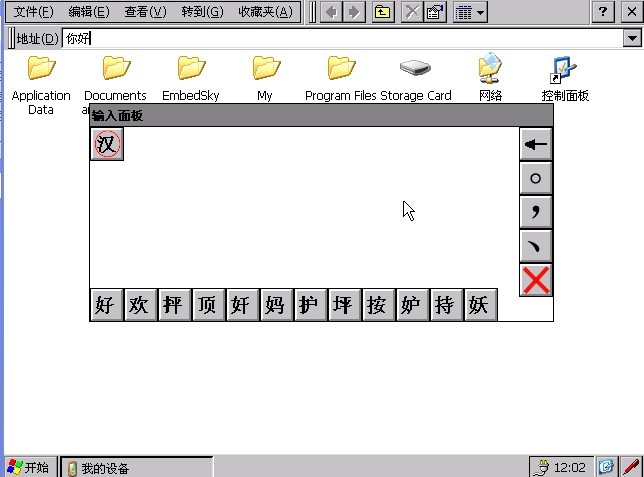 文件(F) 编辑(E) 查看(V) 转到(G) 收藏夹(A) ? ×
地址(D) 你好
Application Data
Documents
EmbedSky
My
Program Files
Storage Card
网络
控制面板
输入面板
汉
。
，
、
好 欢 抨 顶 奸 妈 护 坪 按 妒 持 妖
开始 我的设备 12:02